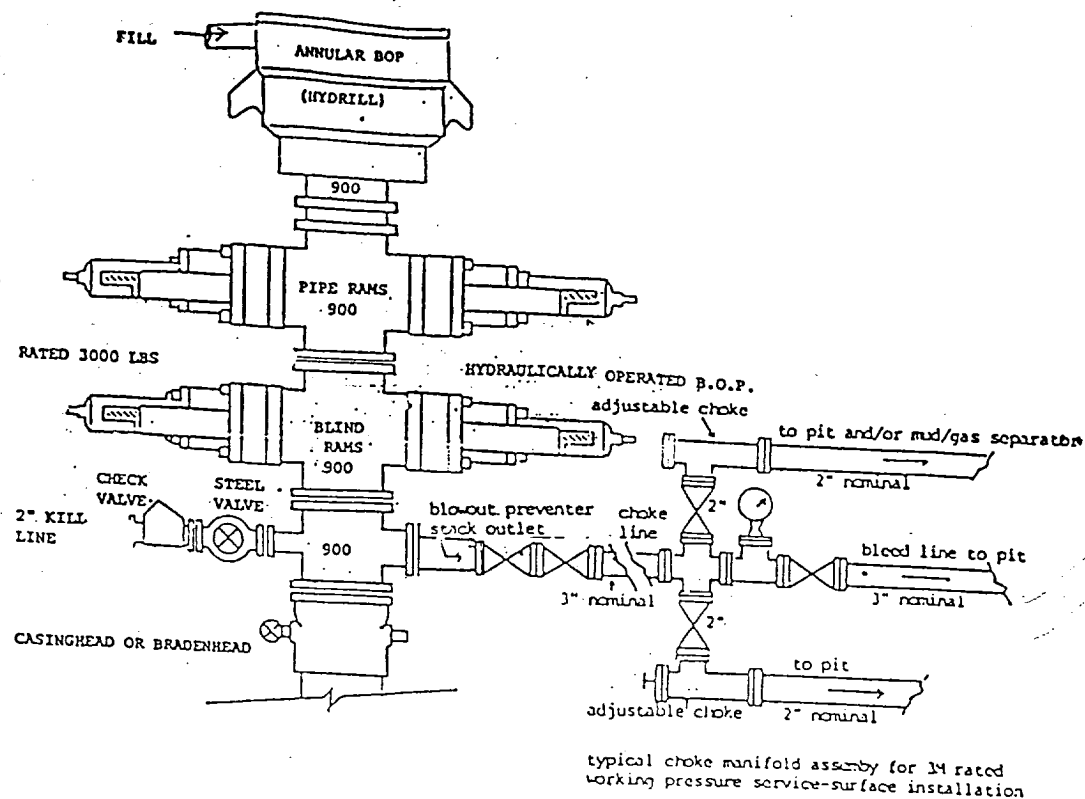 FILL
ANNULAR BOP
(HYDRILL)
900
PIPE RAMS
900
RATED 3000 LBS
HYDRAULICALLY OPERATED B.O.P.
adjustable choke
to pit and/or mud/gas separator
2" nominal
BLIND
RAMS
900
CHECK
VALVE
STEEL
VALVE
2" KILL
LINE
blowout preventer
stack outlet
choke
line
2"
900
bleed line to pit
3" nominal
3" nominal
2"
CASINGHEAD OR BRADENHEAD
to pit
adjustable choke
2" nominal
typical choke manifold assemby for 3M rated
working pressure service-surface installation